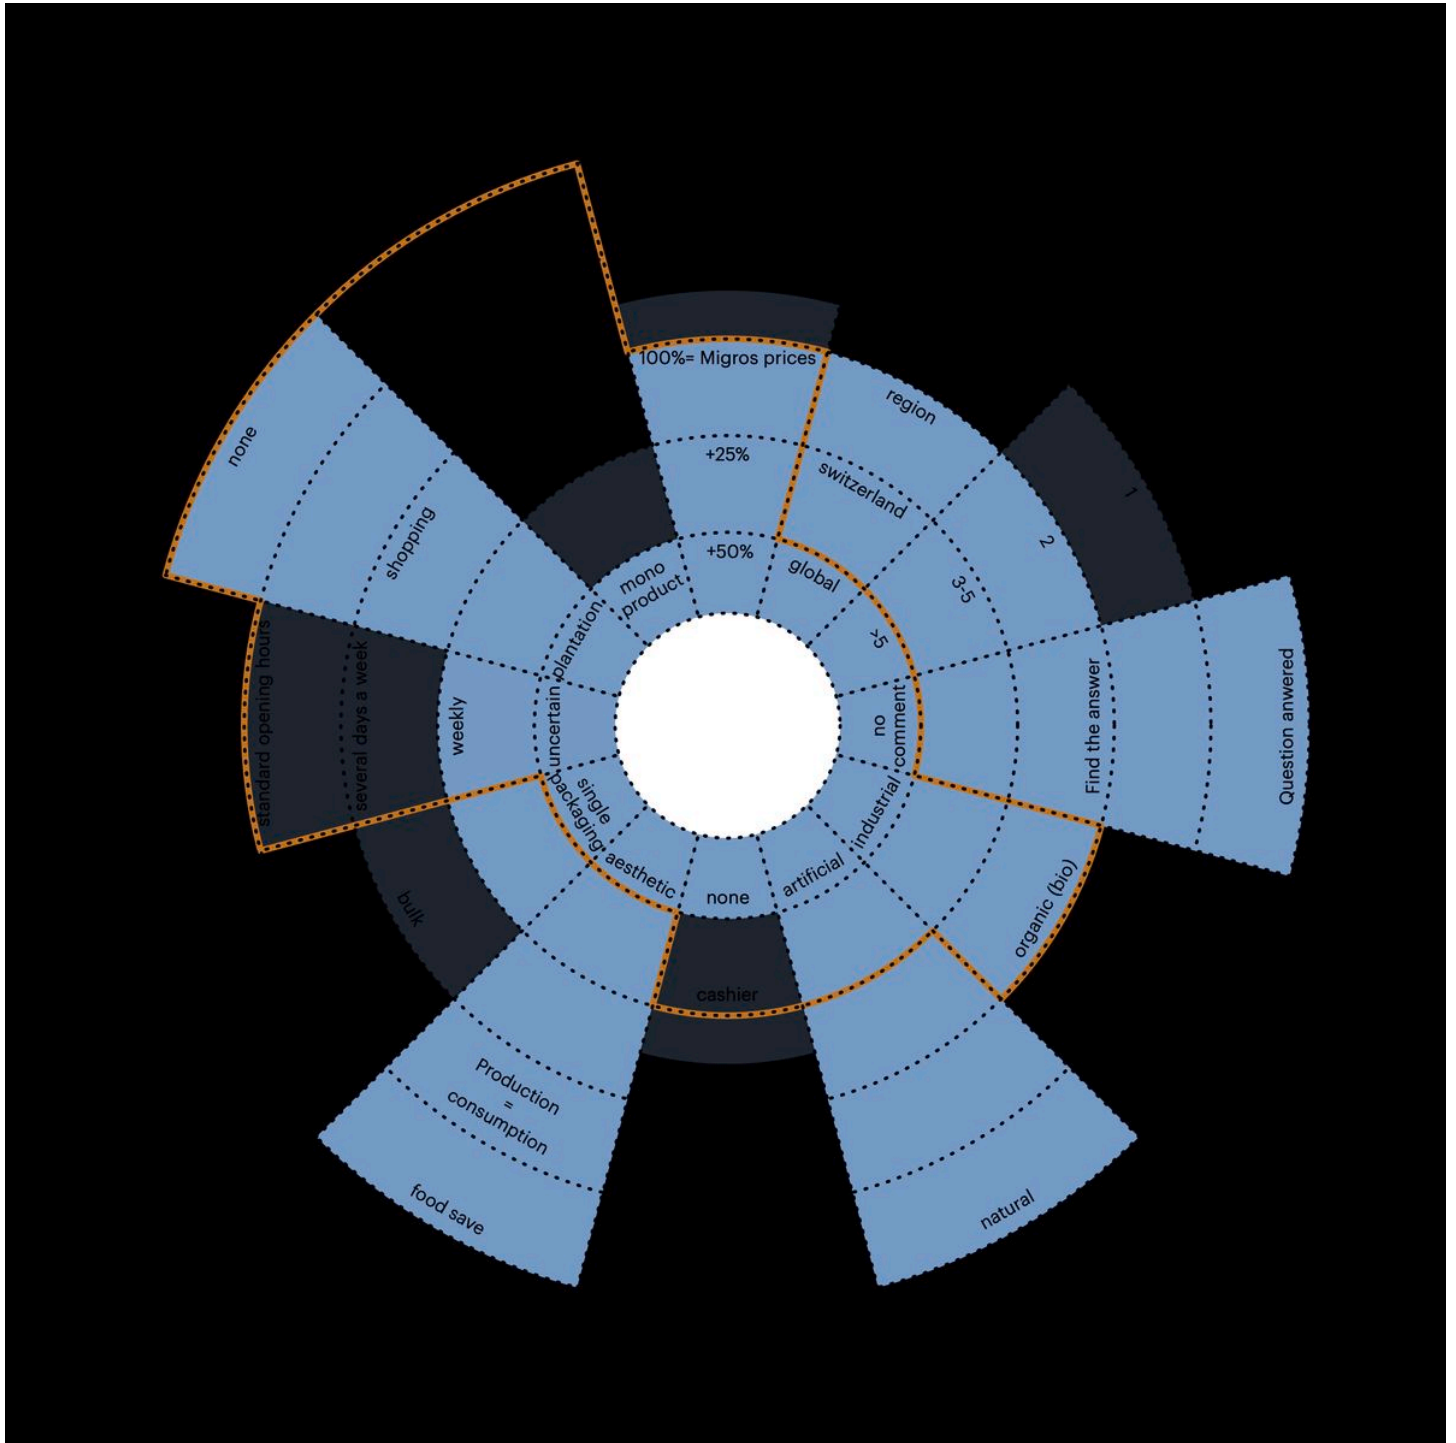 100%= Migros prices
+25%
+50%
region
switzerland
global
1
2
3-5
>5
Question anwered
Find the answer
no
comment
organic (bio)
industrial
natural
artificial
cashier
none
food save
Production
=
consumption
aesthetic
bulk
single
packaging
standard opening hours
several days a week
weekly
uncertain
none
shopping
plantation
mono
product